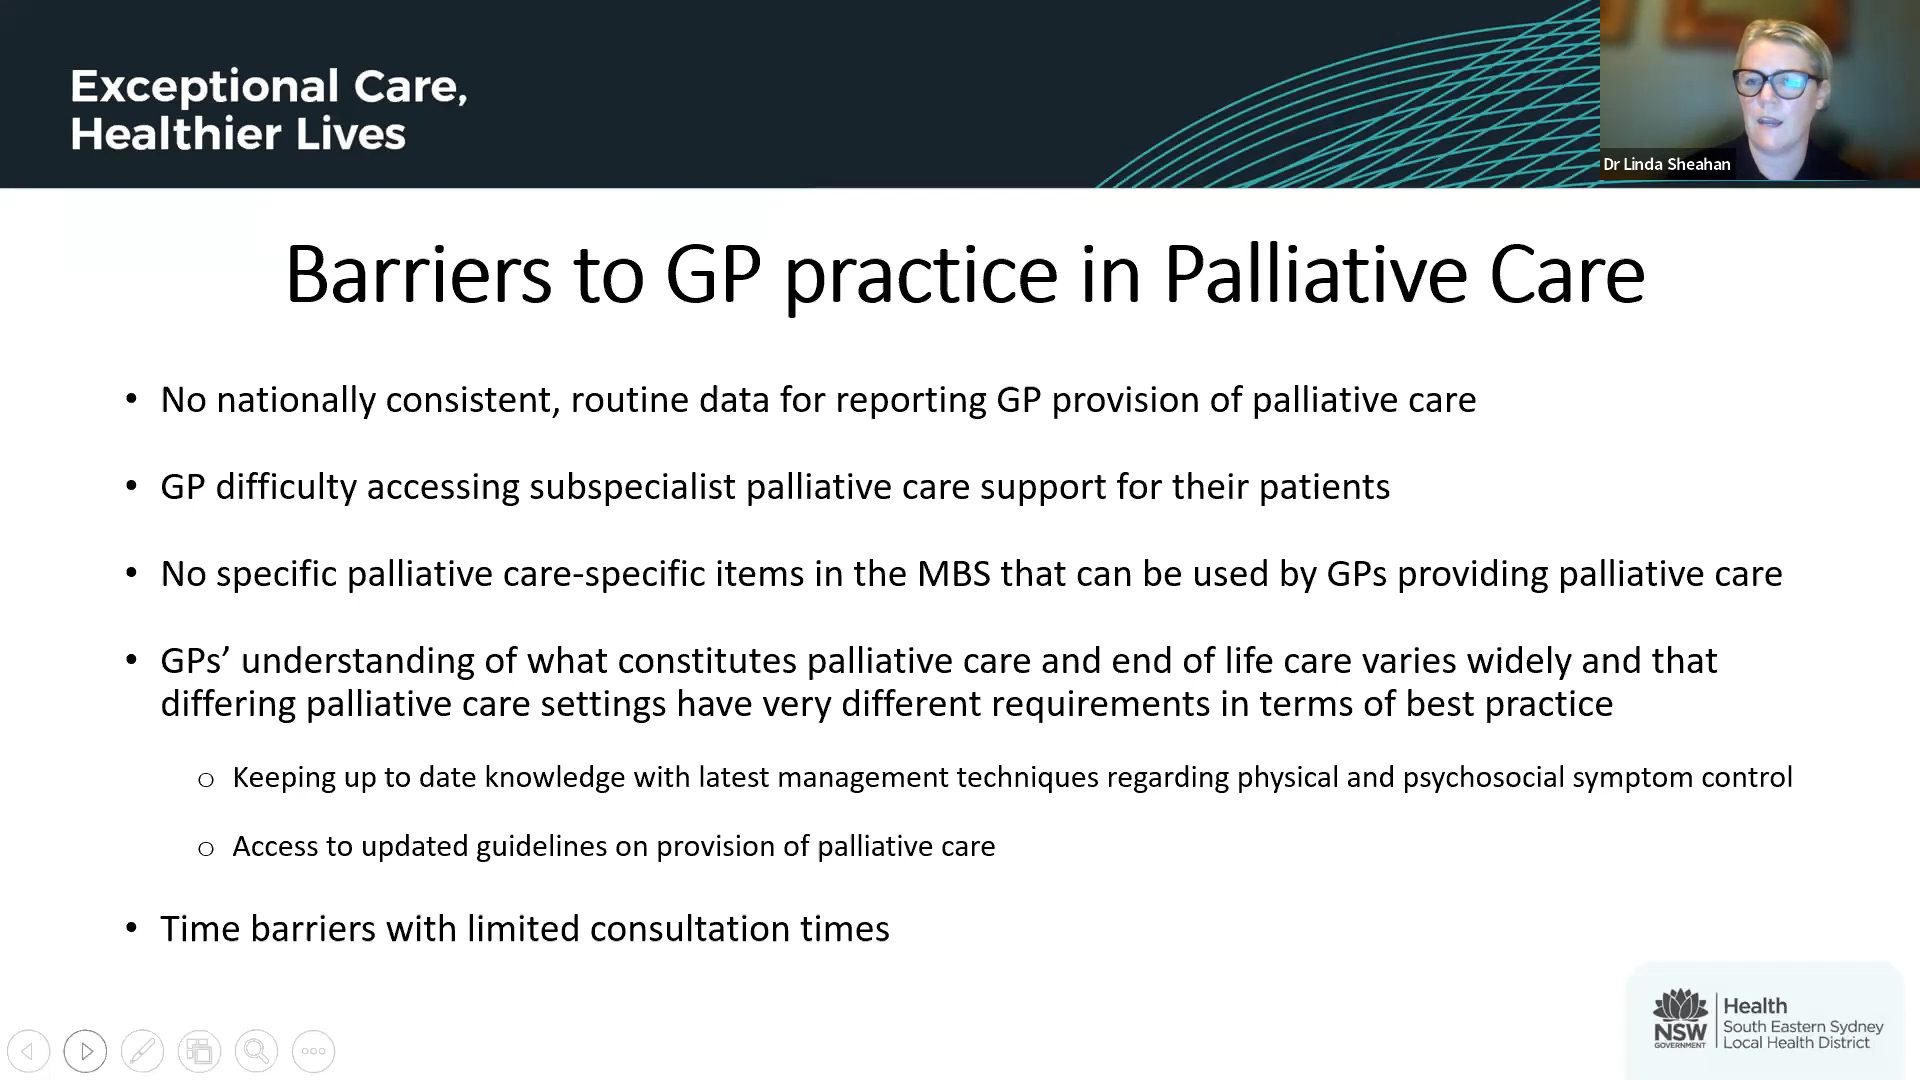 Exceptional Care,
Healthier Lives
Dr Linda Sheahan
Barriers to GP practice in Palliative Care
• No nationally consistent, routine data for reporting GP provision of palliative care
• GP difficulty accessing subspecialist palliative care support for their patients
• No specific palliative care-specific items in the MBS that can be used by GPs providing palliative care
• GPs’ understanding of what constitutes palliative care and end of life care varies widely and that
differing palliative care settings have very different requirements in terms of best practice
o Keeping up to date knowledge with latest management techniques regarding physical and psychosocial symptom control
o Access to updated guidelines on provision of palliative care
• Time barriers with limited consultation times
NSW
GOVERNMENT
Health
South Eastern Sydney
Local Health District